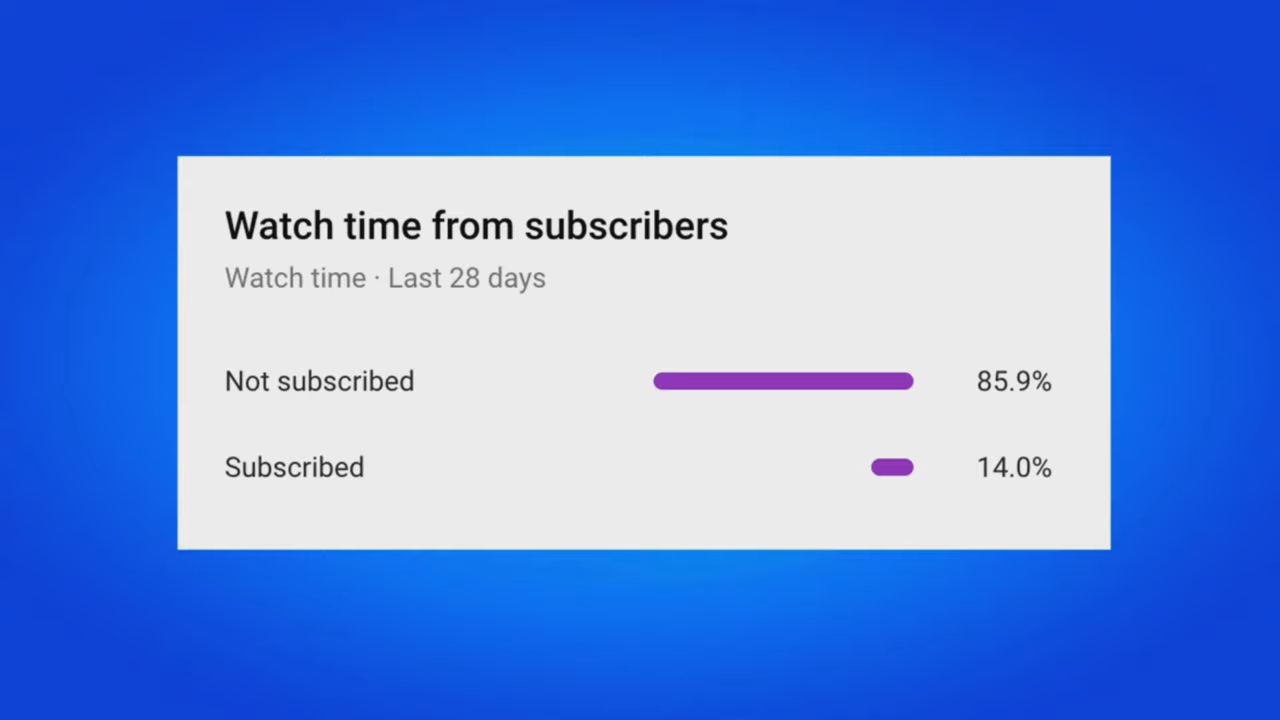 Watch time from subscribers
Watch time · Last 28 days
Not subscribed 85.9%
Subscribed 14.0%